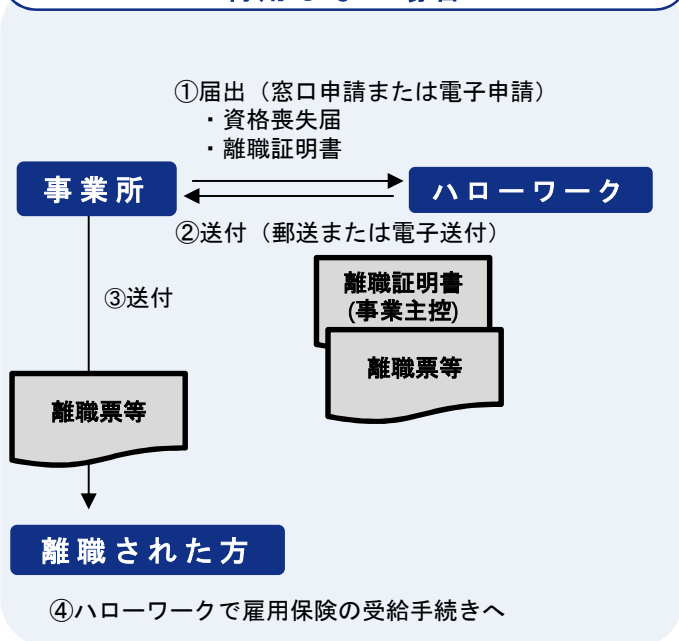 ①届出（窓口申請または電子申請）
・資格喪失届
・離職証明書
事業所
ハローワーク
②送付（郵送または電子送付）
離職証明書
(事業主控)
離職票等
③送付
離職票等
離職された方
④ハローワークで雇用保険の受給手続きへ